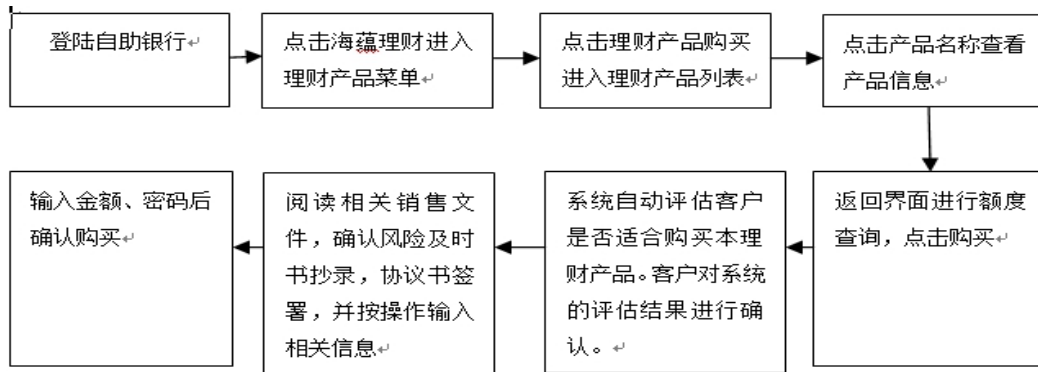 登陆自助银行
点击海蕴理财进入
理财产品菜单
点击理财产品购买
进入理财产品列表
点击产品名称查看
产品信息
返回界面进行额度
查询，点击购买
系统自动评估客户
是否适合购买本理
财产品。客户对系统
的评估结果进行确
认。
阅读相关销售文
件，确认风险及时
书抄录，协议书签
署，并按操作输入
相关信息
输入金额、密码后
确认购买